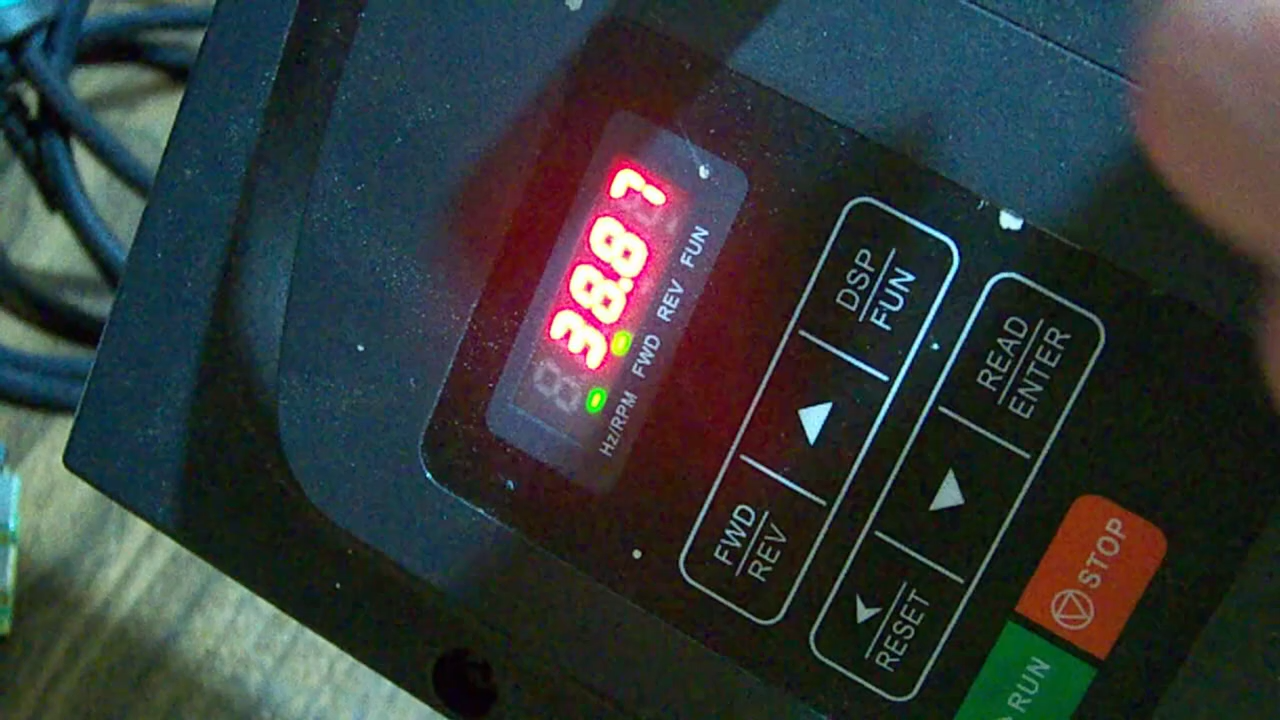 38.87
Hz/RPM FWD REV FUN
FWD/REV
▲
DSP/FUN
RESET
▼
READ/ENTER
RUN
STOP